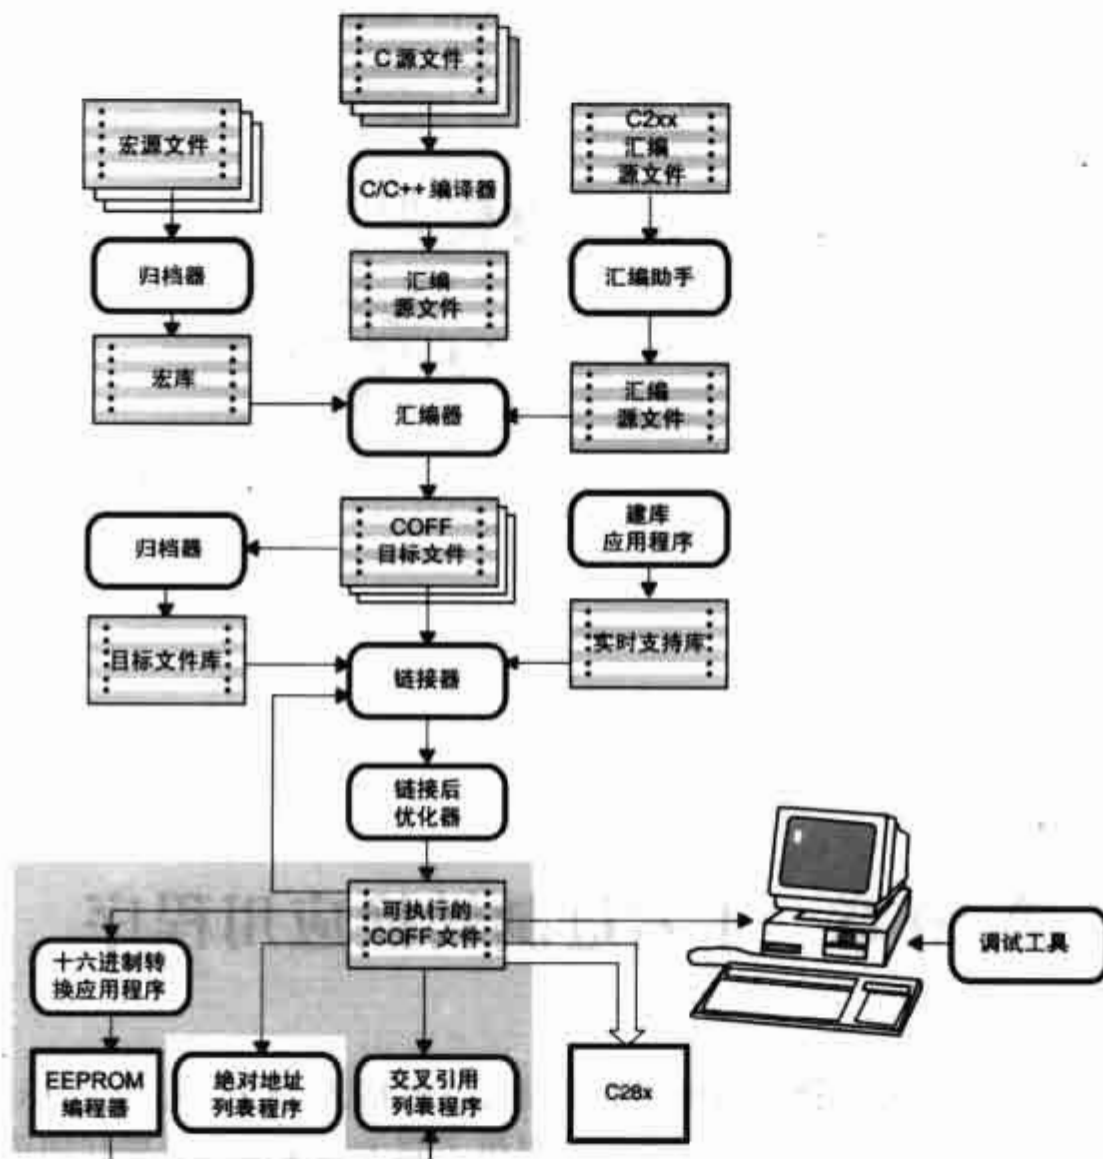 C 源文件
宏源文件
C2xx
汇编
源文件
C/C++ 编译器
归档器
汇编
源文件
汇编助手
宏库
汇编器
汇编
源文件
归档器
COFF
目标文件
建库
应用程序
目标文件库
链接器
实时支持库
链接后
优化器
可执行的
COFF 文件
调试工具
十六进制转
换应用程序
EEPROM
编程器
绝对地址
列表程序
交叉引用
列表程序
C28x